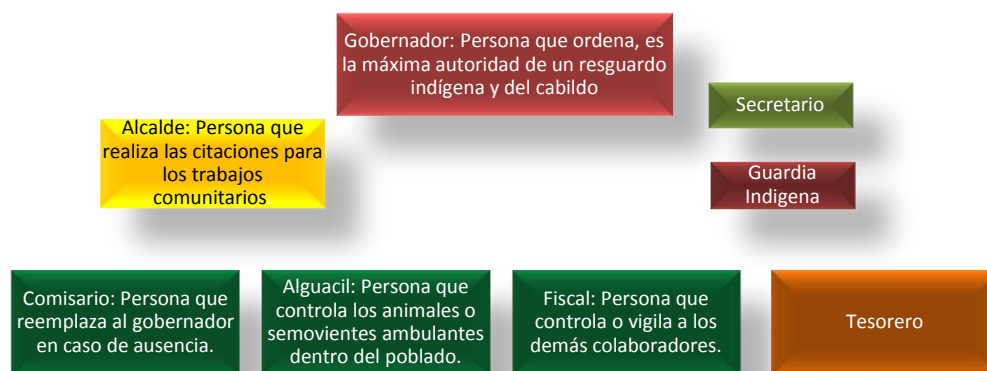 Gobernador: Persona que ordena, es
la máxima autoridad de un resguardo
indígena y del cabildo
Secretario
Alcalde: Persona que
realiza las citaciones para
los trabajos
comunitarios.
Guardia
Indigena
Comisario: Persona que
reemplaza al gobernador
en caso de ausencia.
Alguacil: Persona que
controla los animales o
semovientes ambulantes
dentro del poblado.
Fiscal: Persona que
controla o vigila a los
demás colaboradores.
Tesorero